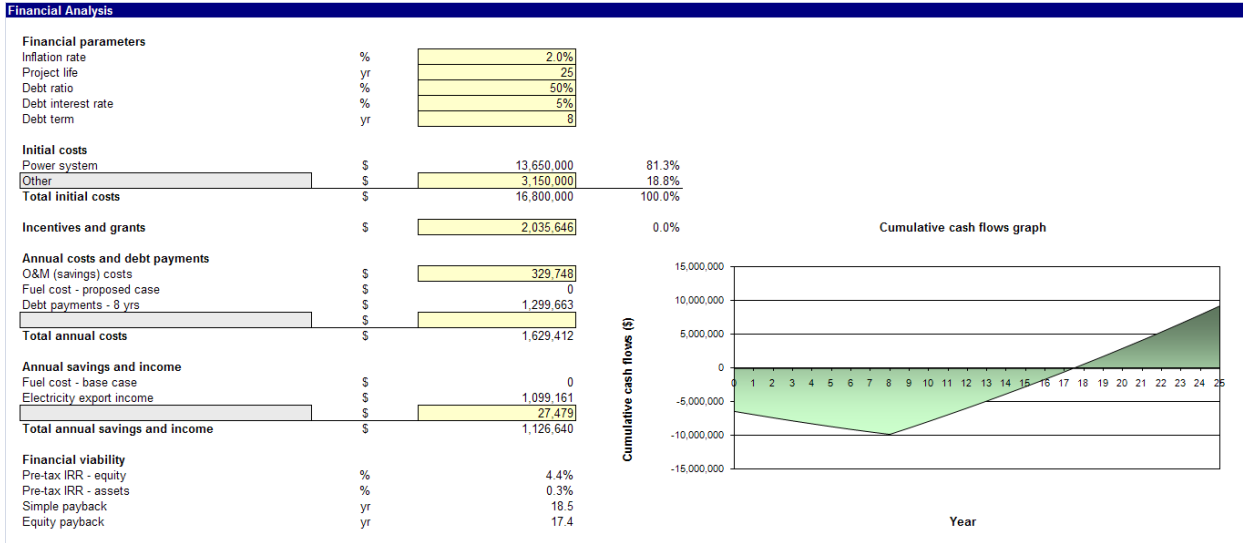 Financial Analysis
Financial parameters
Inflation rate % 2.0%
Project life yr 25
Debt ratio % 50%
Debt interest rate % 5%
Debt term yr 8
Initial costs
Power system $ 13,650,000 81.3%
Other $ 3,150,000 18.8%
Total initial costs $ 16,800,000 100.0%
Incentives and grants $ 2,035,646 0.0%
Annual costs and debt payments
O&M (savings) costs $ 329,748
Fuel cost - proposed case $ 0
Debt payments - 8 yrs $ 1,299,663
$
Total annual costs $ 1,629,412
Annual savings and income
Fuel cost - base case $ 0
Electricity export income $ 1,099,161
$ 27,479
Total annual savings and income $ 1,126,640
Financial viability
Pre-tax IRR - equity % 4.4%
Pre-tax IRR - assets % 0.3%
Simple payback yr 18.5
Equity payback yr 17.4
Cumulative cash flows graph
Cumulative cash flows ($)
15,000,000
10,000,000
5,000,000
0
-5,000,000
-10,000,000
-15,000,000
0 1 2 3 4 5 6 7 8 9 10 11 12 13 14 15 16 17 18 19 20 21 22 23 24 25
Year